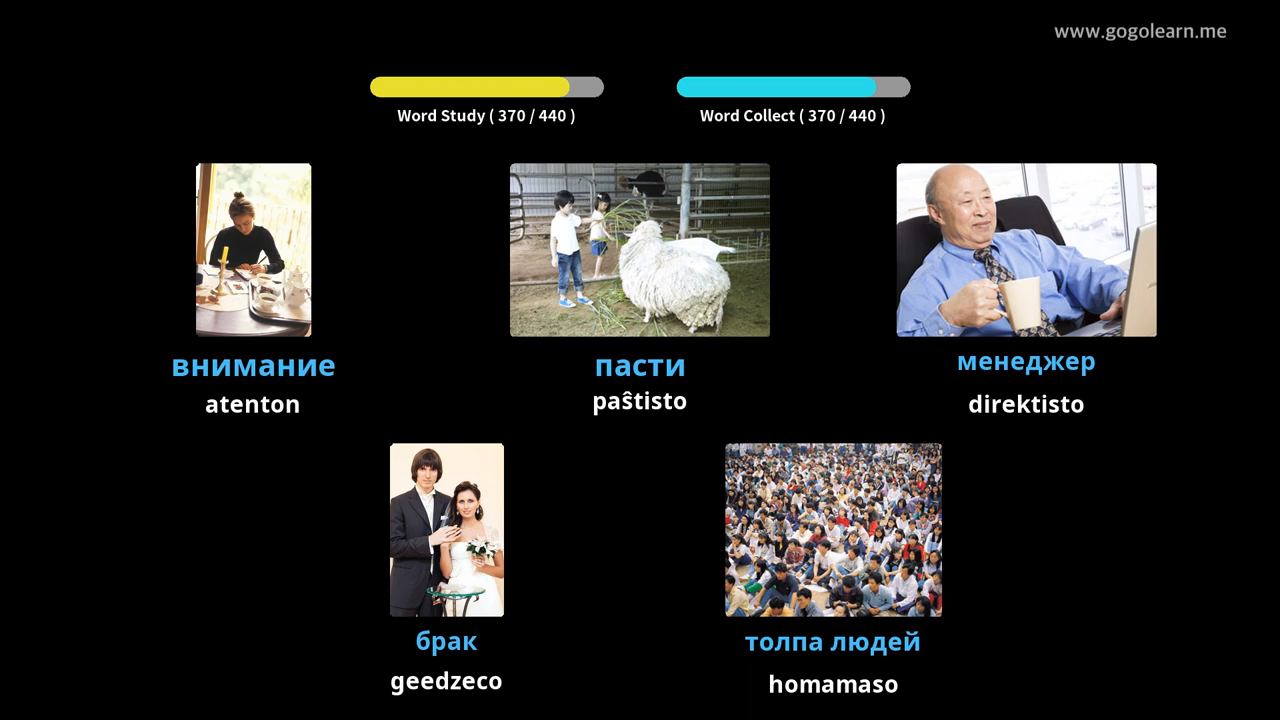 www.gogolearn.me
Word Study ( 370 / 440 )
Word Collect ( 370 / 440 )
внимание
atenton
пасти
paŝtisto
менеджер
direktisto
брак
geedzeco
толпа людей
homamaso